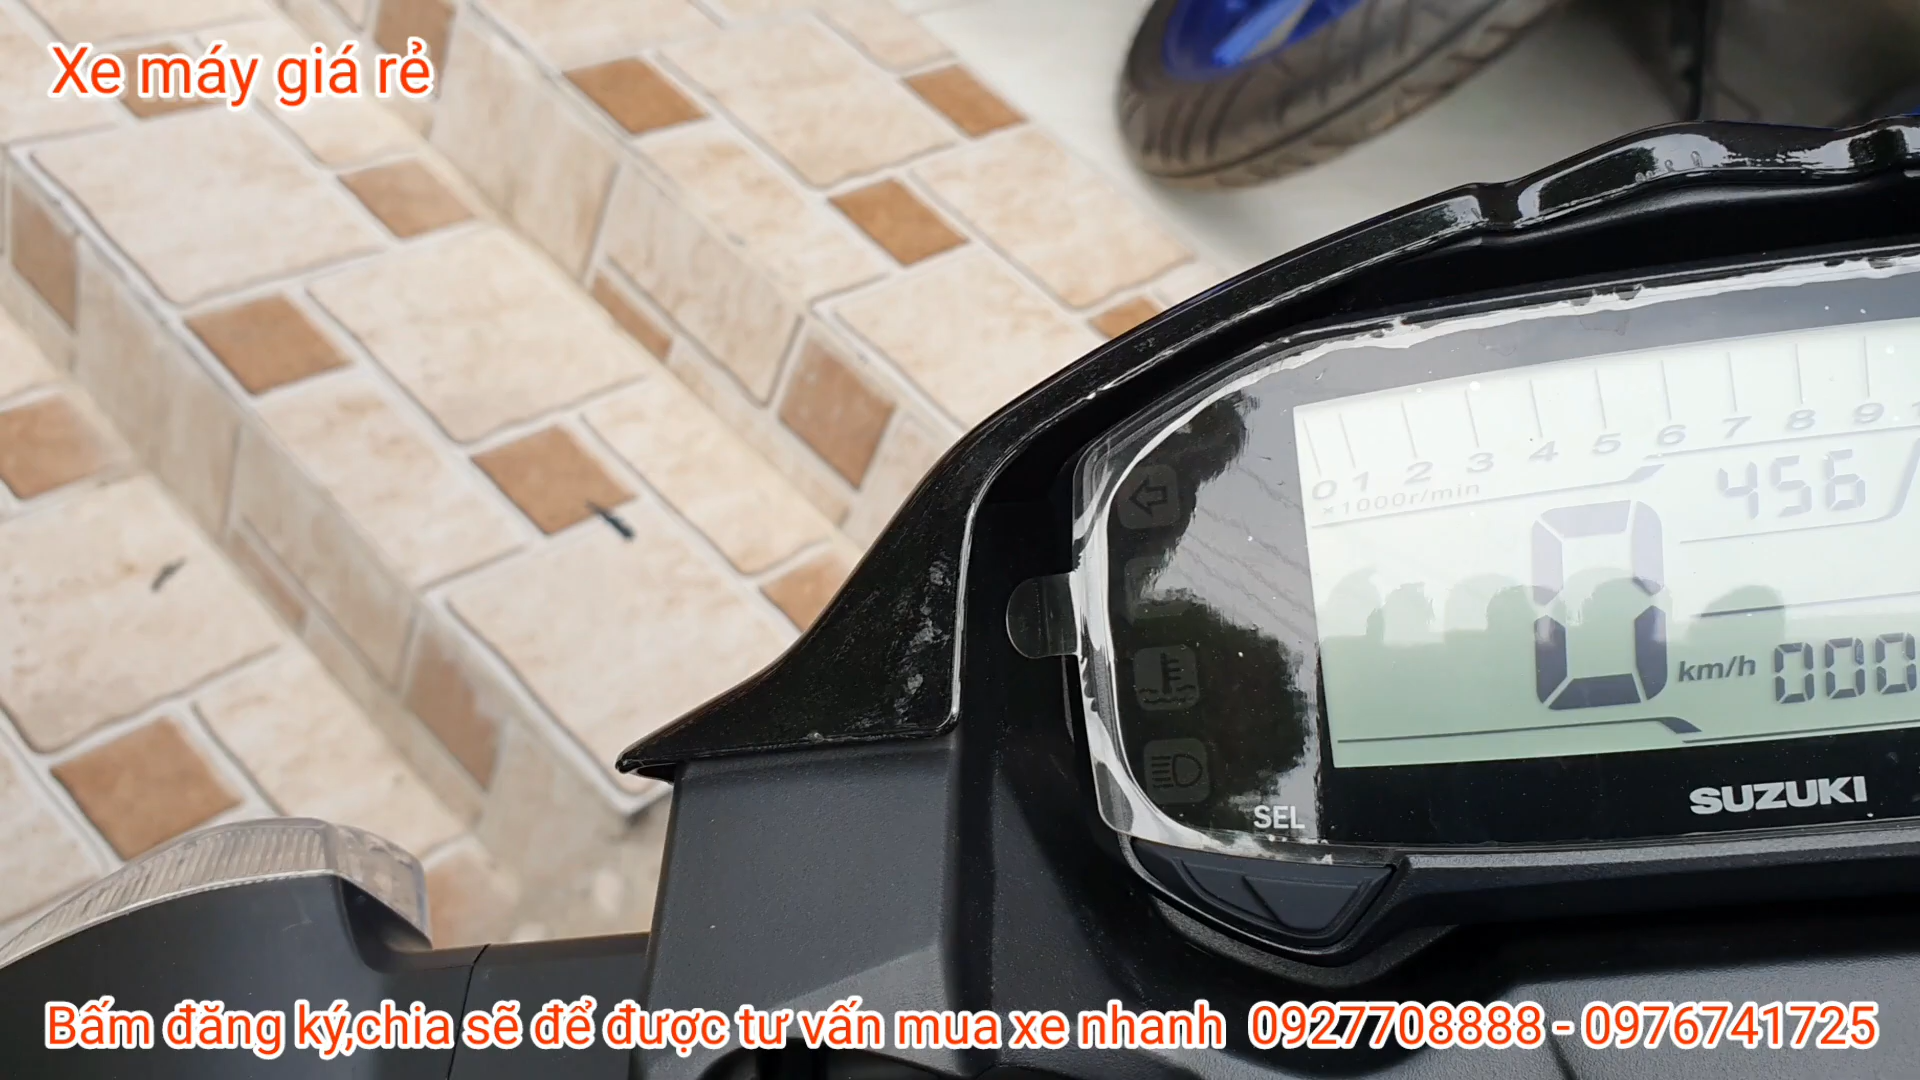 Xe máy giá rẻ
0 1 2 3 4 5 6 7 8 9
×1000r/min
456
0 km/h 000
SUZUKI
SEL
Bấm đăng ký,chia sẽ để được tư vấn mua xe nhanh 0927708888 - 0976741725